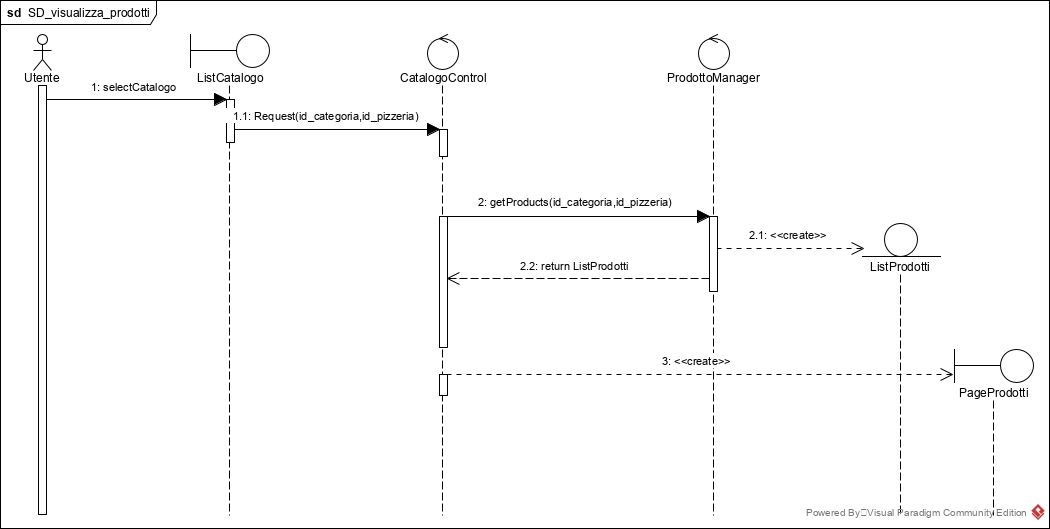 sd SD_visualizza_prodotti
Utente
ListCatalogo
CatalogoControl
ProdottoManager
1: selectCatalogo
1.1: Request(id_categoria,id_pizzeria)
2: getProducts(id_categoria,id_pizzeria)
2.1: <<create>>
2.2: return ListProdotti
ListProdotti
3: <<create>>
PageProdotti
Powered By Visual Paradigm Community Edition